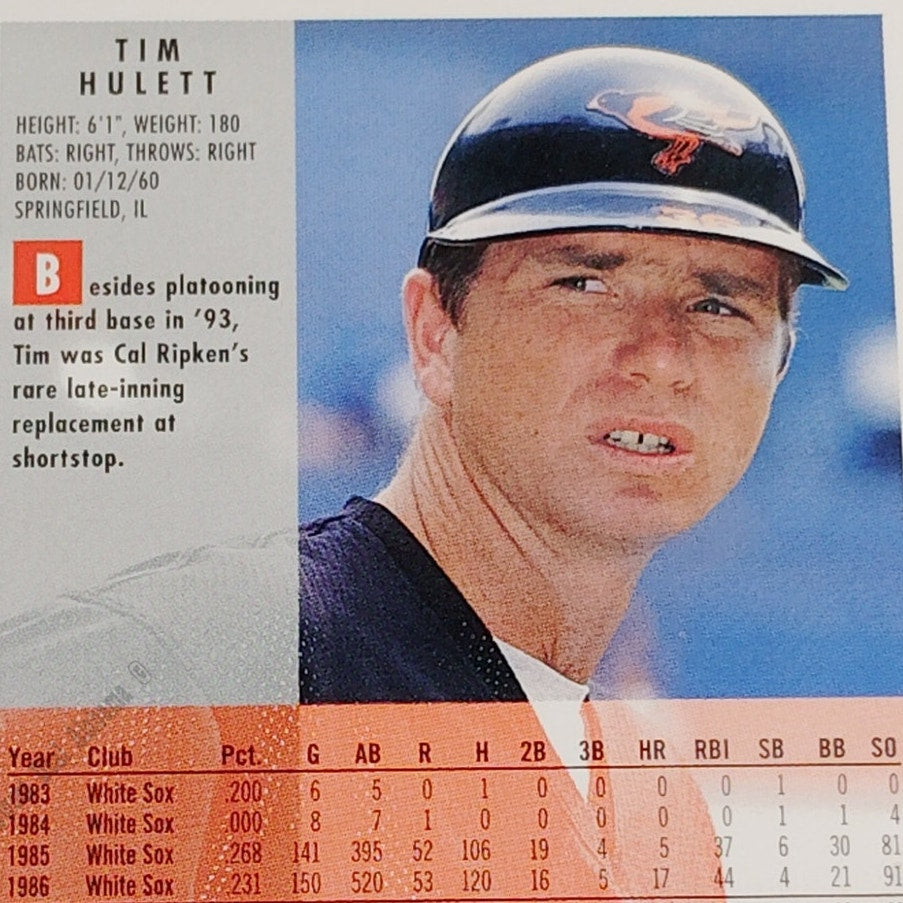 TIM
HULETT
HEIGHT: 6'1", WEIGHT: 180
BATS: RIGHT, THROWS: RIGHT
BORN: 01/12/60
SPRINGFIELD, IL
Besides platooning
at third base in '93,
Tim was Cal Ripken's
rare late-inning
replacement at
shortstop.
Year Club Pct. G AB R H 2B 3B HR RBI SB BB SO
1983 White Sox .200 6 5 0 1 0 0 0 0 1 0 0
1984 White Sox .000 8 7 1 0 0 0 0 0 1 1 4
1985 White Sox .268 141 395 52 106 19 4 5 37 6 30 81
1986 White Sox .231 150 520 53 120 16 5 17 44 4 21 91